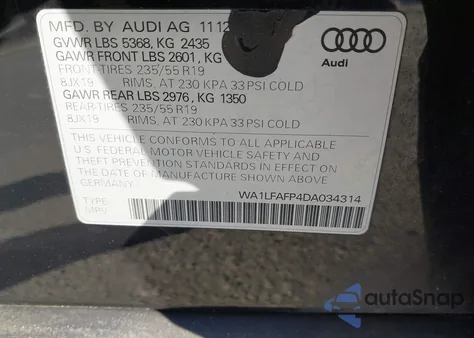 MFD. BY AUDI AG 11 12
GVWR LBS 5368, KG 2435
GAWR FRONT LBS 2601, KG
FRONT-TIRES 235/55 R19
8JX19 RIMS, AT 230 KPA 33 PSI COLD
GAWR REAR LBS 2976, KG 1350
REAR-TIRES 235/55 R19
8JX19 RIMS, AT 230 KPA 33 PSI COLD
THIS VEHICLE CONFORMS TO ALL APPLICABLE
U.S. FEDERAL MOTOR VEHICLE SAFETY AND
THEFT PREVENTION STANDARDS IN EFFECT ON
THE DATE OF MANUFACTURE SHOWN ABOVE.
WA1LFAFP4DA034314
TYPE:
MPV
Audi
autoSnap